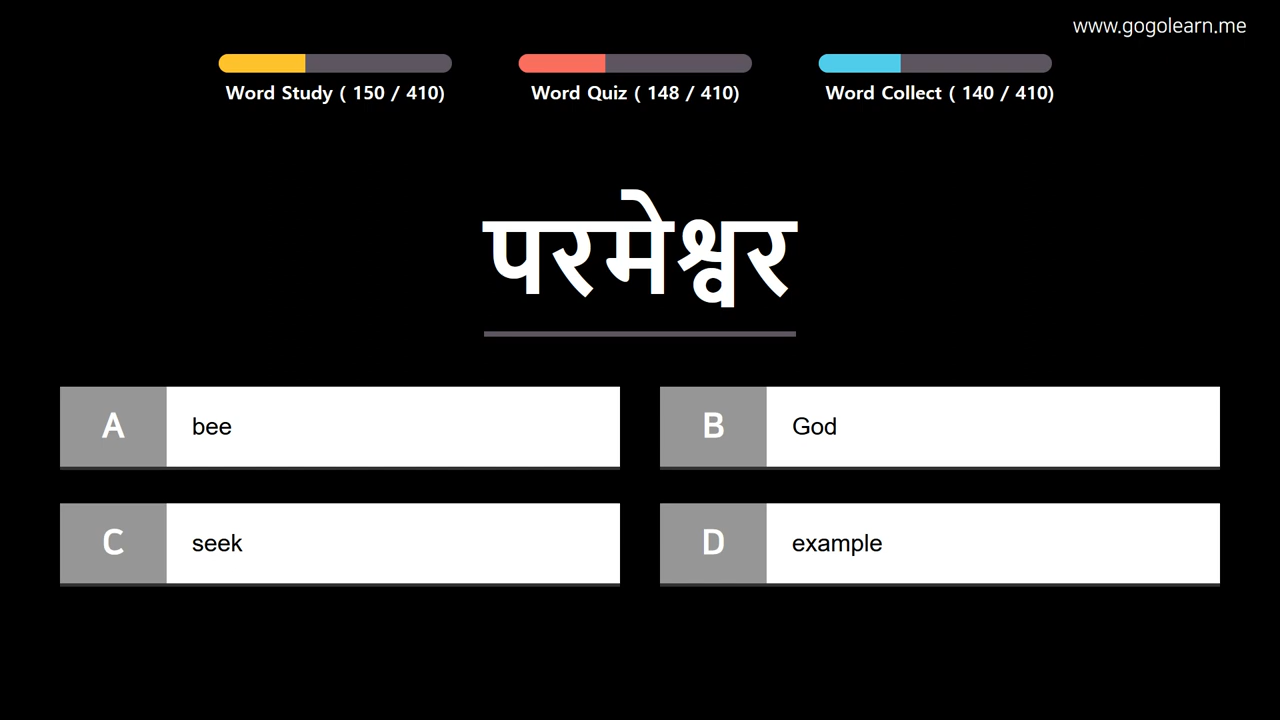 www.gogolearn.me
Word Study ( 150 / 410)
Word Quiz ( 148 / 410)
Word Collect ( 140 / 410)
परमेश्वर
A bee
B God
C seek
D example